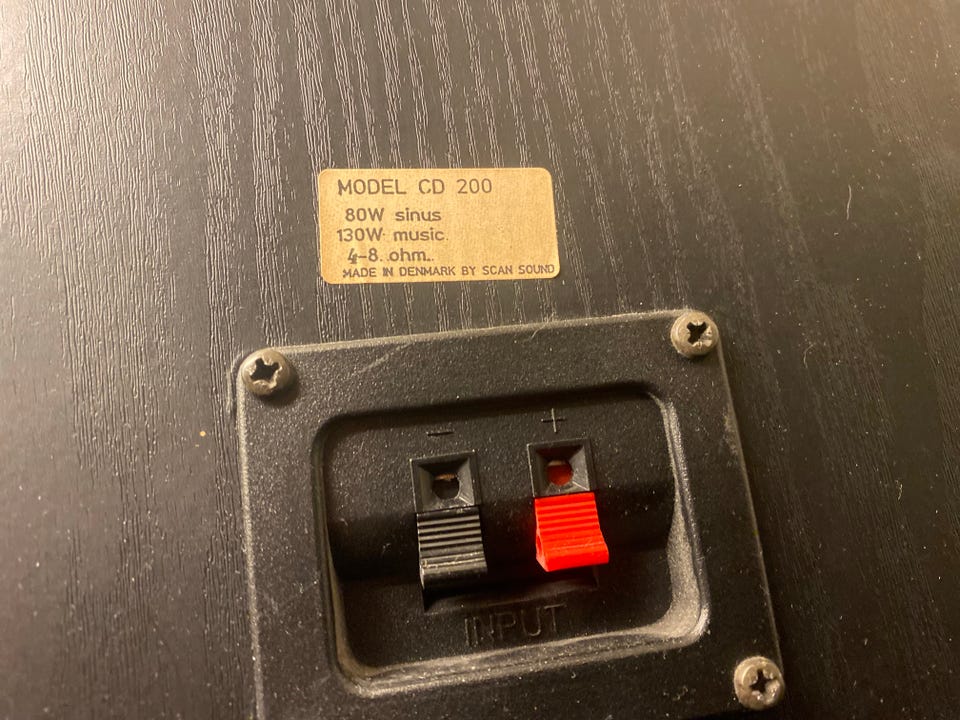 MODEL CD 200
80W sinus
130W music.
4-8 ohm.
MADE IN DENMARK BY SCAN SOUND
- +
INPUT